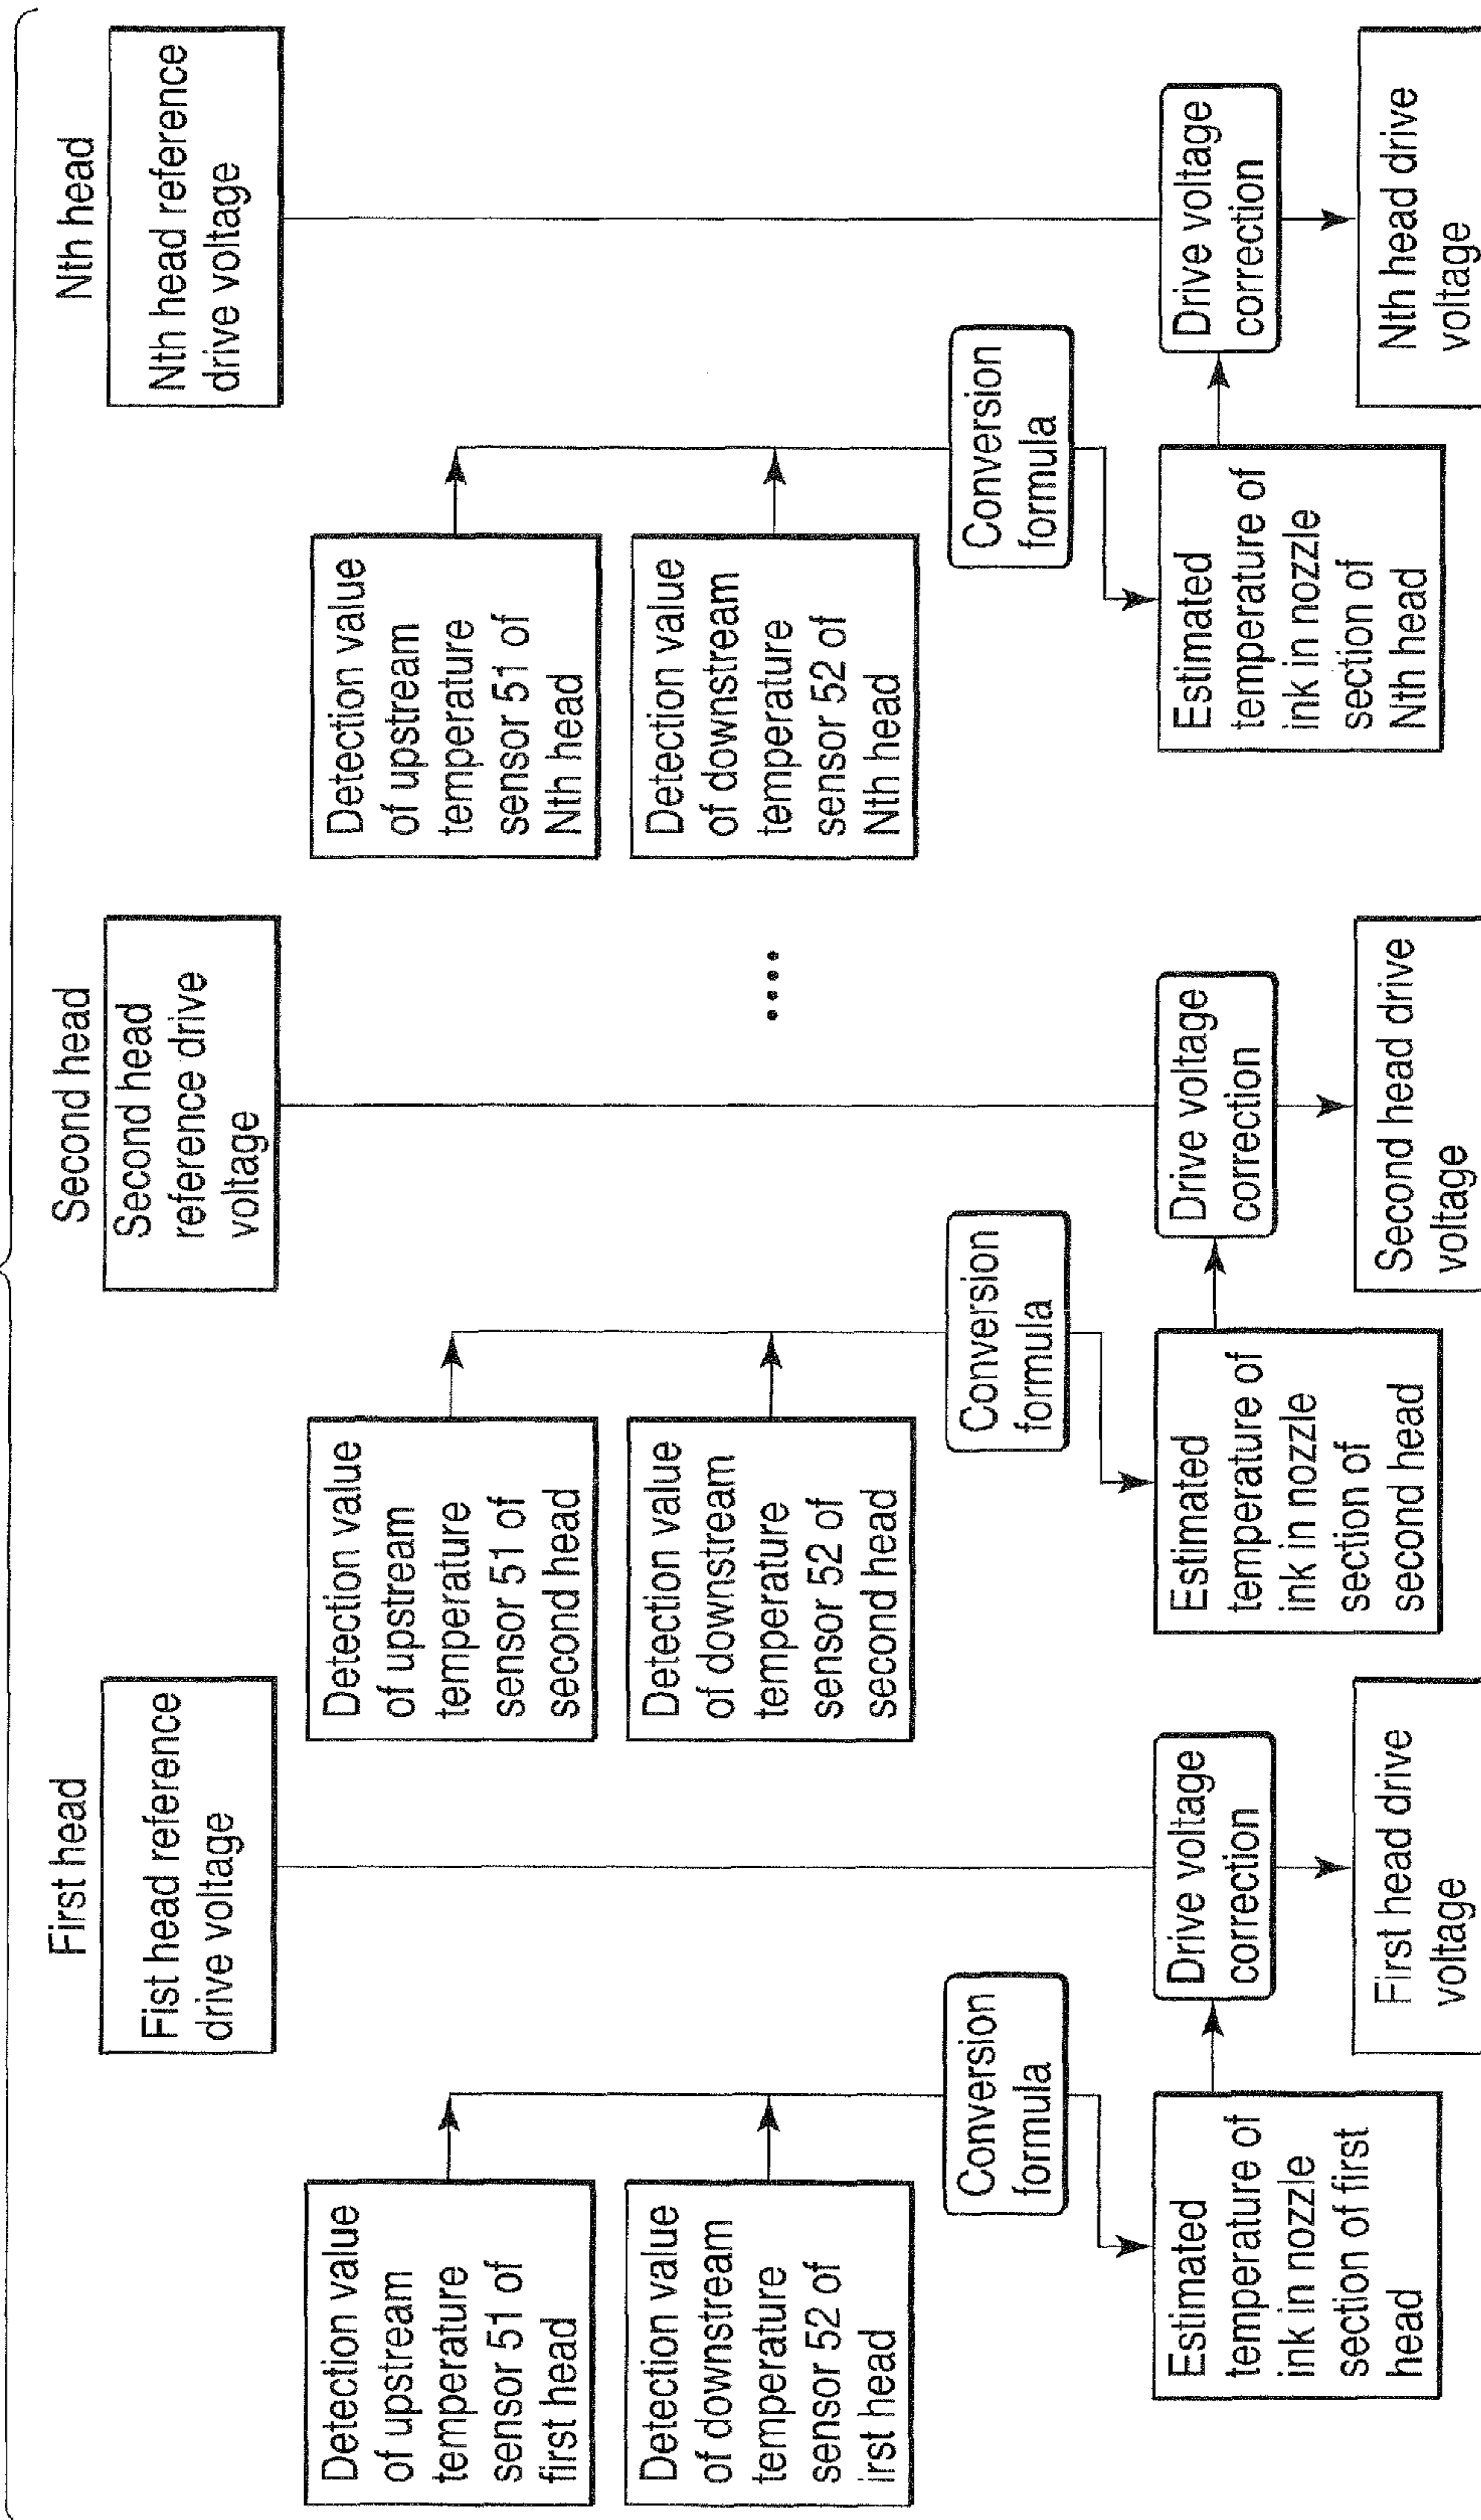 First head
Fist head reference
drive voltage
Detection value
of upstream
temperature
sensor 51 of
first head
Detection value
of downstream
temperature
sensor 52 of
irst head
Conversion
formula
Estimated
temperature of
ink in nozzle
section of first
head
Drive voltage
correction
First head drive
voltage
Second head
Second head
reference drive
voltage
Detection value
of upstream
temperature
sensor 51 of
second head
Detection value
of downstream
temperature
sensor 52 of
second head
Conversion
formula
Estimated
temperature of
ink in nozzle
section of
second head
Drive voltage
correction
Second head drive
voltage
....
Nth head
Nth head reference
drive voltage
Detection value
of upstream
temperature
sensor 51 of
Nth head
Detection value
of downstream
temperature
sensor 52 of
Nth head
Conversion
formula
Estimated
temperature of
ink in nozzle
section of
Nth head
Drive voltage
correction
Nth head drive
voltage